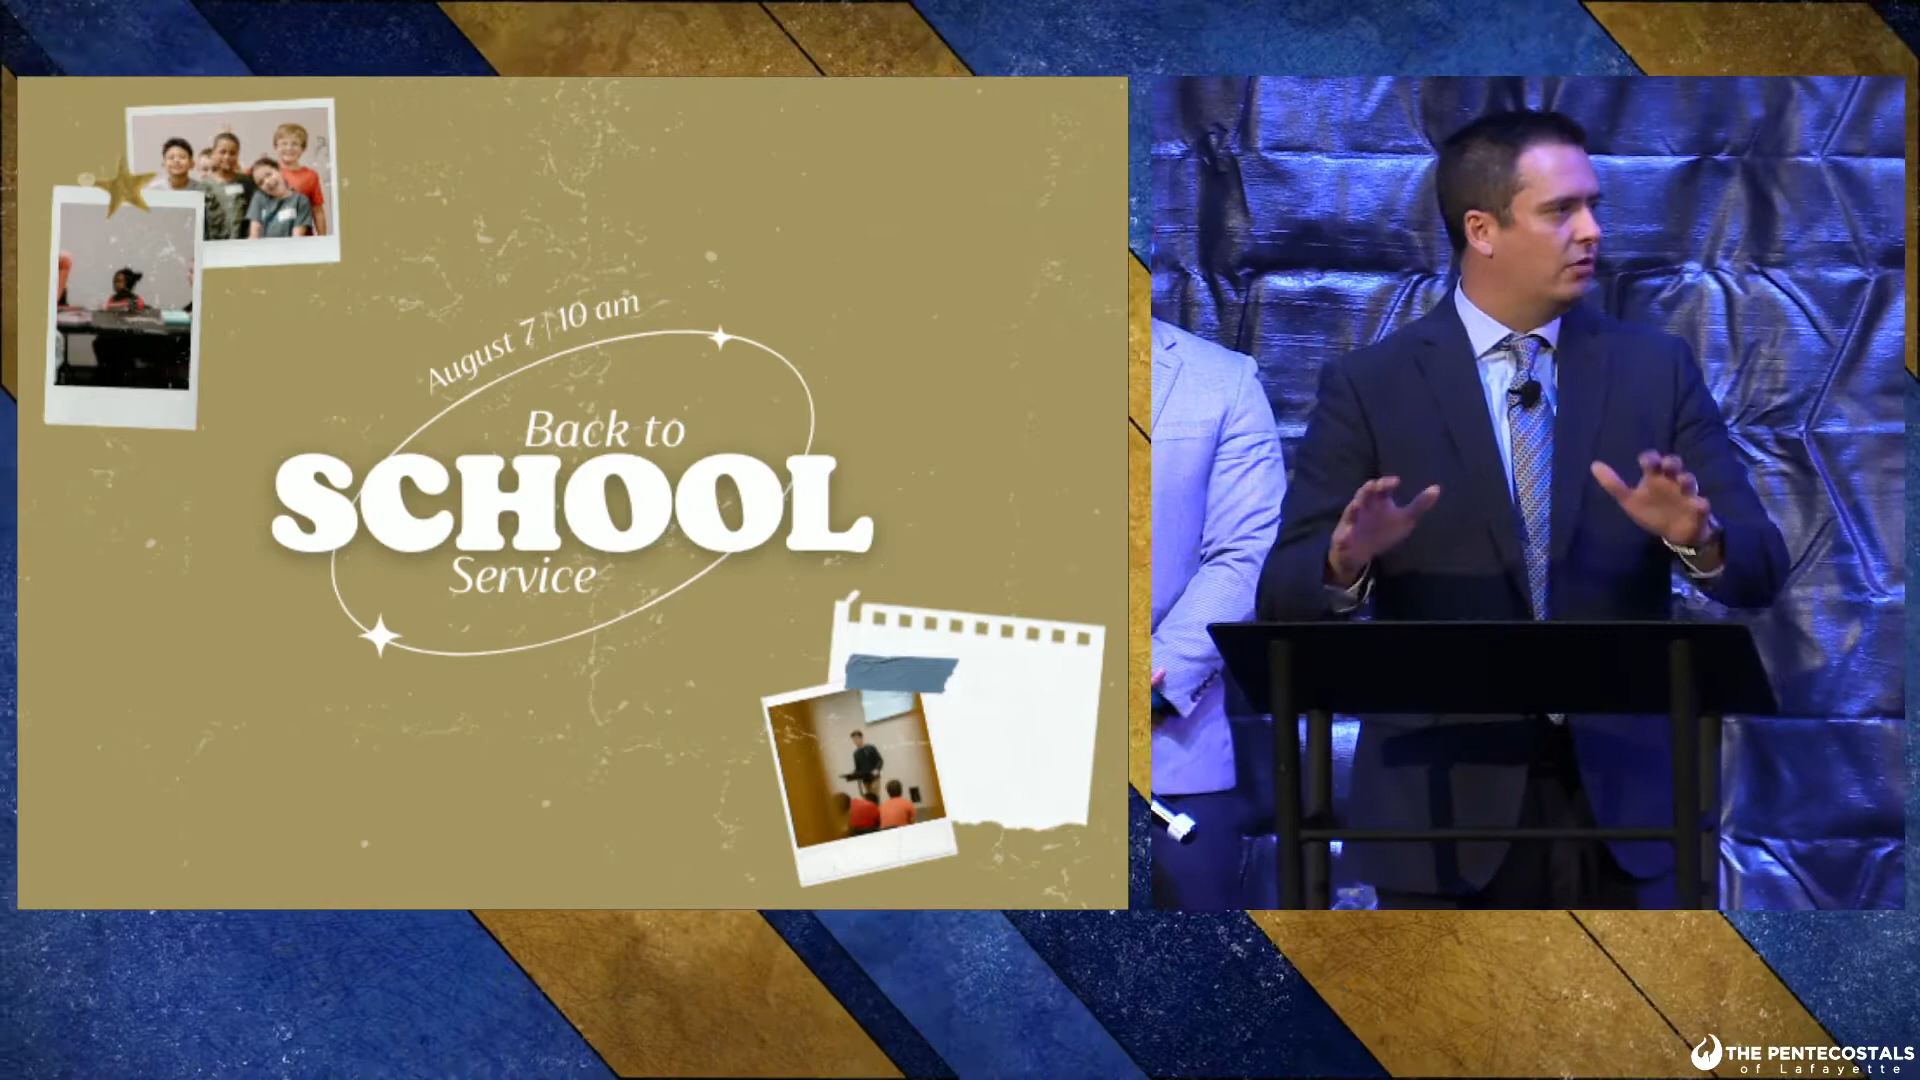 August 7 | 10 am
Back to
SCHOOL
Service
THE PENTECOSTALS
of Lafayette